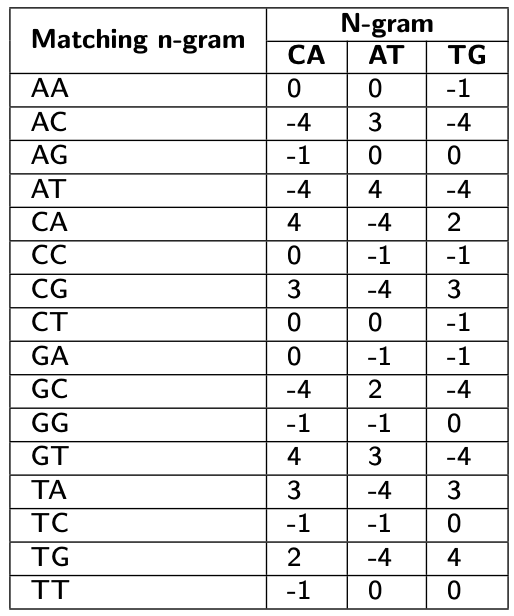 Matching n-gram N-gram
CA AT TG
AA 0 0 -1
AC -4 3 -4
AG -1 0 0
AT -4 4 -4
CA 4 -4 2
CC 0 -1 -1
CG 3 -4 3
CT 0 0 -1
GA 0 -1 -1
GC -4 2 -4
GG -1 -1 0
GT 4 3 -4
TA 3 -4 3
TC -1 -1 0
TG 2 -4 4
TT -1 0 0